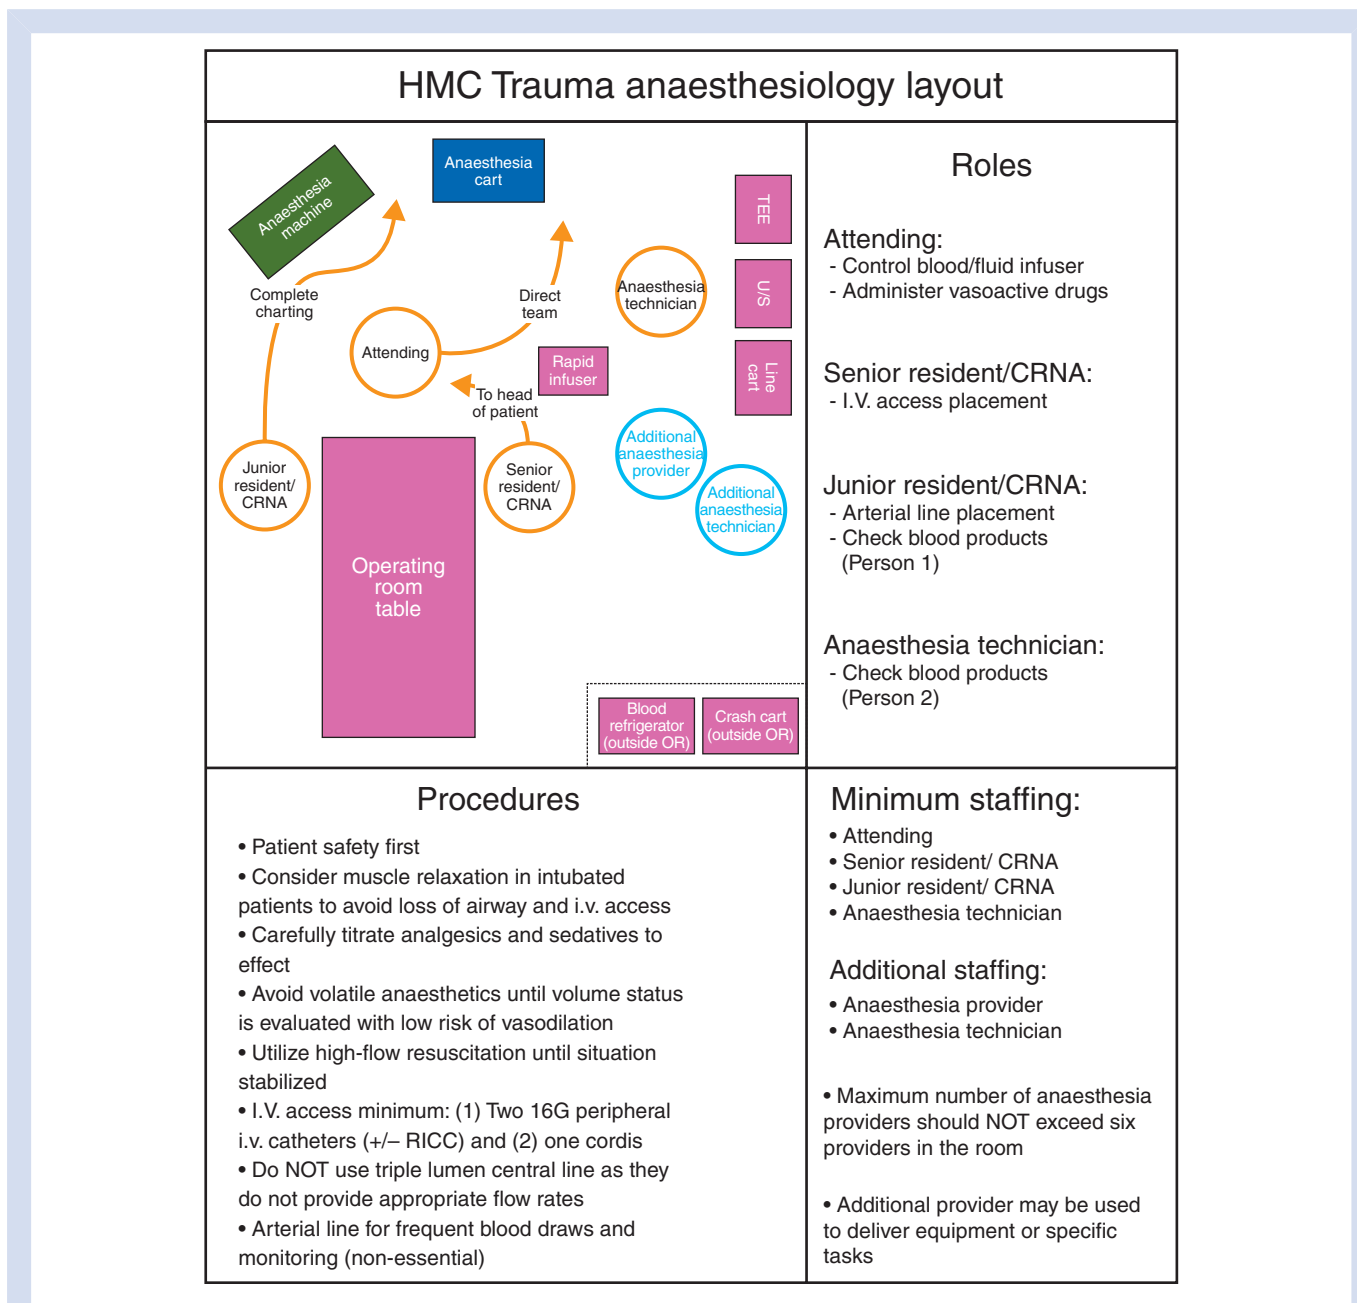 HMC Trauma anaesthesiology layout
Anaesthesia
machine
Anaesthesia
cart
TEE
U/S
Line
cart
Complete
charting
Direct
team
Anaesthesia
technician
Attending
Rapid
infuser
To head
of patient
Junior
resident/
CRNA
Senior
resident/
CRNA
Additional
anaesthesia
provider
Additional
anaesthesia
technician
Operating
room
table
Blood
refrigerator
(outside OR)
Crash cart
(outside OR)
Roles
Attending:
- Control blood/fluid infuser
- Administer vasoactive drugs
Senior resident/CRNA:
- I.V. access placement
Junior resident/CRNA:
- Arterial line placement
- Check blood products
(Person 1)
Anaesthesia technician:
- Check blood products
(Person 2)
Procedures
• Patient safety first
• Consider muscle relaxation in intubated
patients to avoid loss of airway and i.v. access
• Carefully titrate analgesics and sedatives to
effect
• Avoid volatile anaesthetics until volume status
is evaluated with low risk of vasodilation
• Utilize high-flow resuscitation until situation
stabilized
• I.V. access minimum: (1) Two 16G peripheral
i.v. catheters (+/– RICC) and (2) one cordis
• Do NOT use triple lumen central line as they
do not provide appropriate flow rates
• Arterial line for frequent blood draws and
monitoring (non-essential)
Minimum staffing:
• Attending
• Senior resident/ CRNA
• Junior resident/ CRNA
• Anaesthesia technician
Additional staffing:
• Anaesthesia provider
• Anaesthesia technician
• Maximum number of anaesthesia
providers should NOT exceed six
providers in the room
• Additional provider may be used
to deliver equipment or specific
tasks